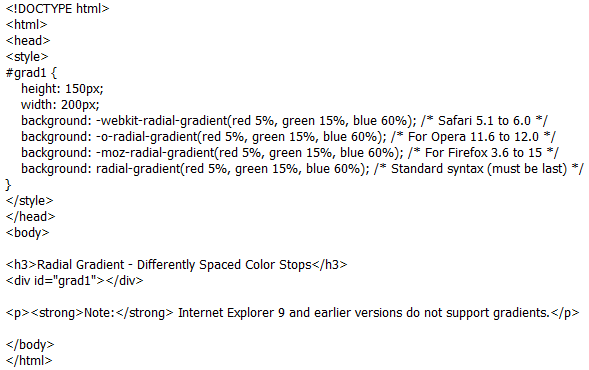 <!DOCTYPE html>
<html>
<head>
<style>
#grad1 {
    height: 150px;
    width: 200px;
    background: -webkit-radial-gradient(red 5%, green 15%, blue 60%); /* Safari 5.1 to 6.0 */
    background: -o-radial-gradient(red 5%, green 15%, blue 60%); /* For Opera 11.6 to 12.0 */
    background: -moz-radial-gradient(red 5%, green 15%, blue 60%); /* For Firefox 3.6 to 15 */
    background: radial-gradient(red 5%, green 15%, blue 60%); /* Standard syntax (must be last) */
}
</style>
</head>
<body>

<h3>Radial Gradient - Differently Spaced Color Stops</h3>
<div id="grad1"></div>

<p><strong>Note:</strong> Internet Explorer 9 and earlier versions do not support gradients.</p>

</body>
</html>